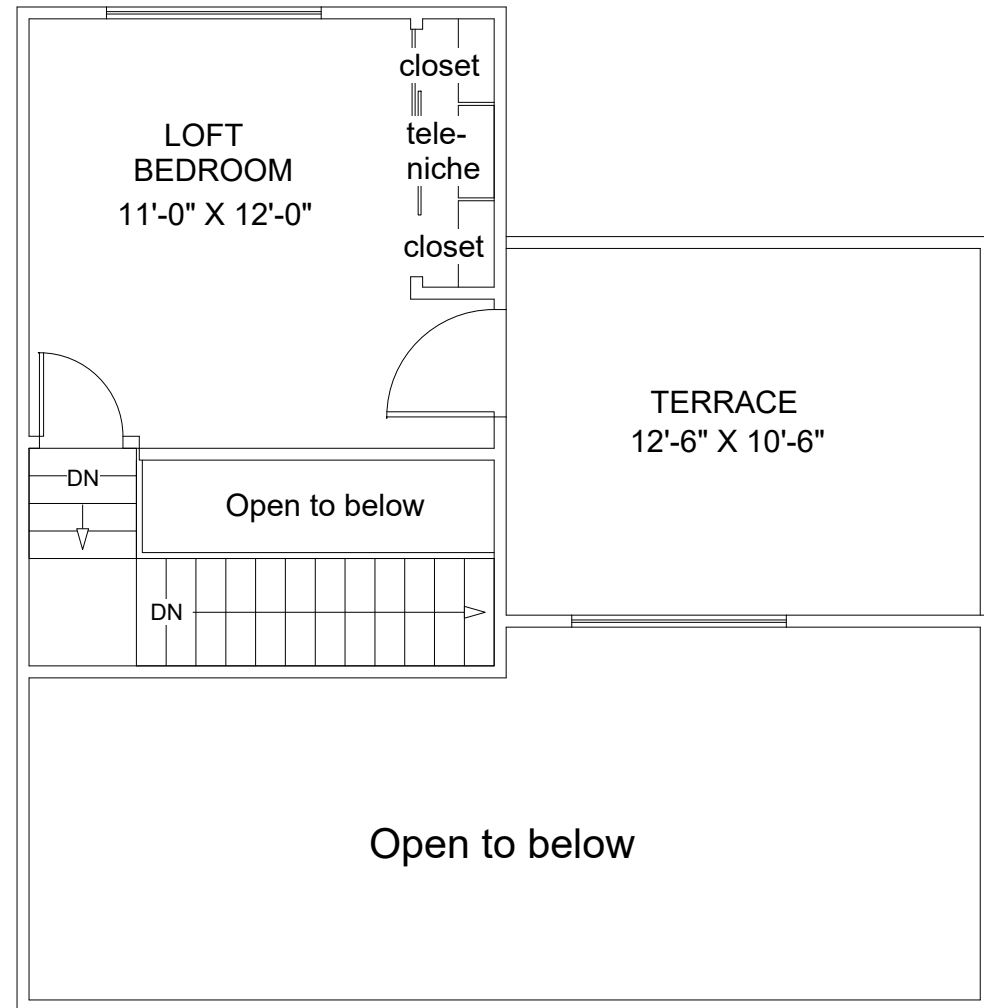 closet
LOFT
BEDROOM
11'-0" X 12'-0"
tele-
niche
closet
TERRACE
12'-6" X 10'-6"
DN
Open to below
DN
Open to below